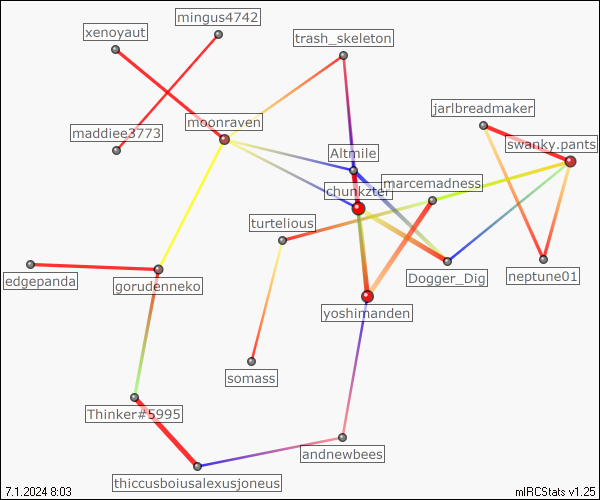 mingus4742
xenoyaut
trash_skeleton
jarlbreadmaker
moonraven
maddiee3773
swanky.pants
Altmile
marcemadness
chunkzter
turtelious
edgepanda
gorudenneko
Dogger_Dig
neptune01
yoshimanden
somass
Thinker#5995
andnewbees
thiccusboiusalexusjoneus
7.1.2024 8:03
mIRCStats v1.25